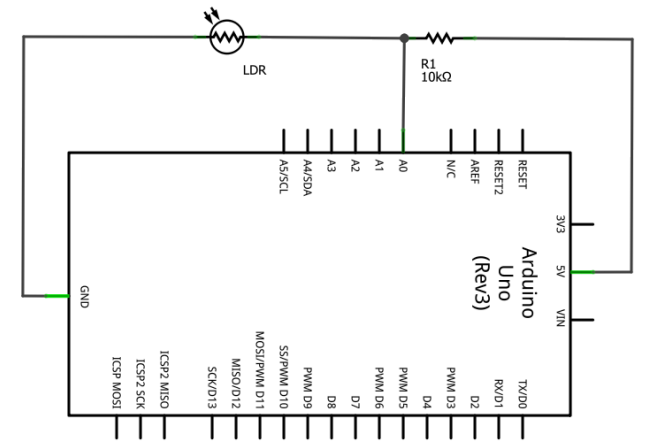 LDR
R1
10kΩ
A5/SCL
A4/SDA
A3
A2
A1
A0
N/C
AREF
RESET2
RESET
3V3
5V
VIN
Arduino
Uno
(Rev3)
GND
ICSP MOSI
ICSP2 SCK
ICSP2 MISO
SCK/D13
MISO/D12
MOSI/PWM D11
SS/PWM D10
PWM D9
D8
D7
PWM D6
PWM D5
D4
PWM D3
D2
RX/D1
TX/D0